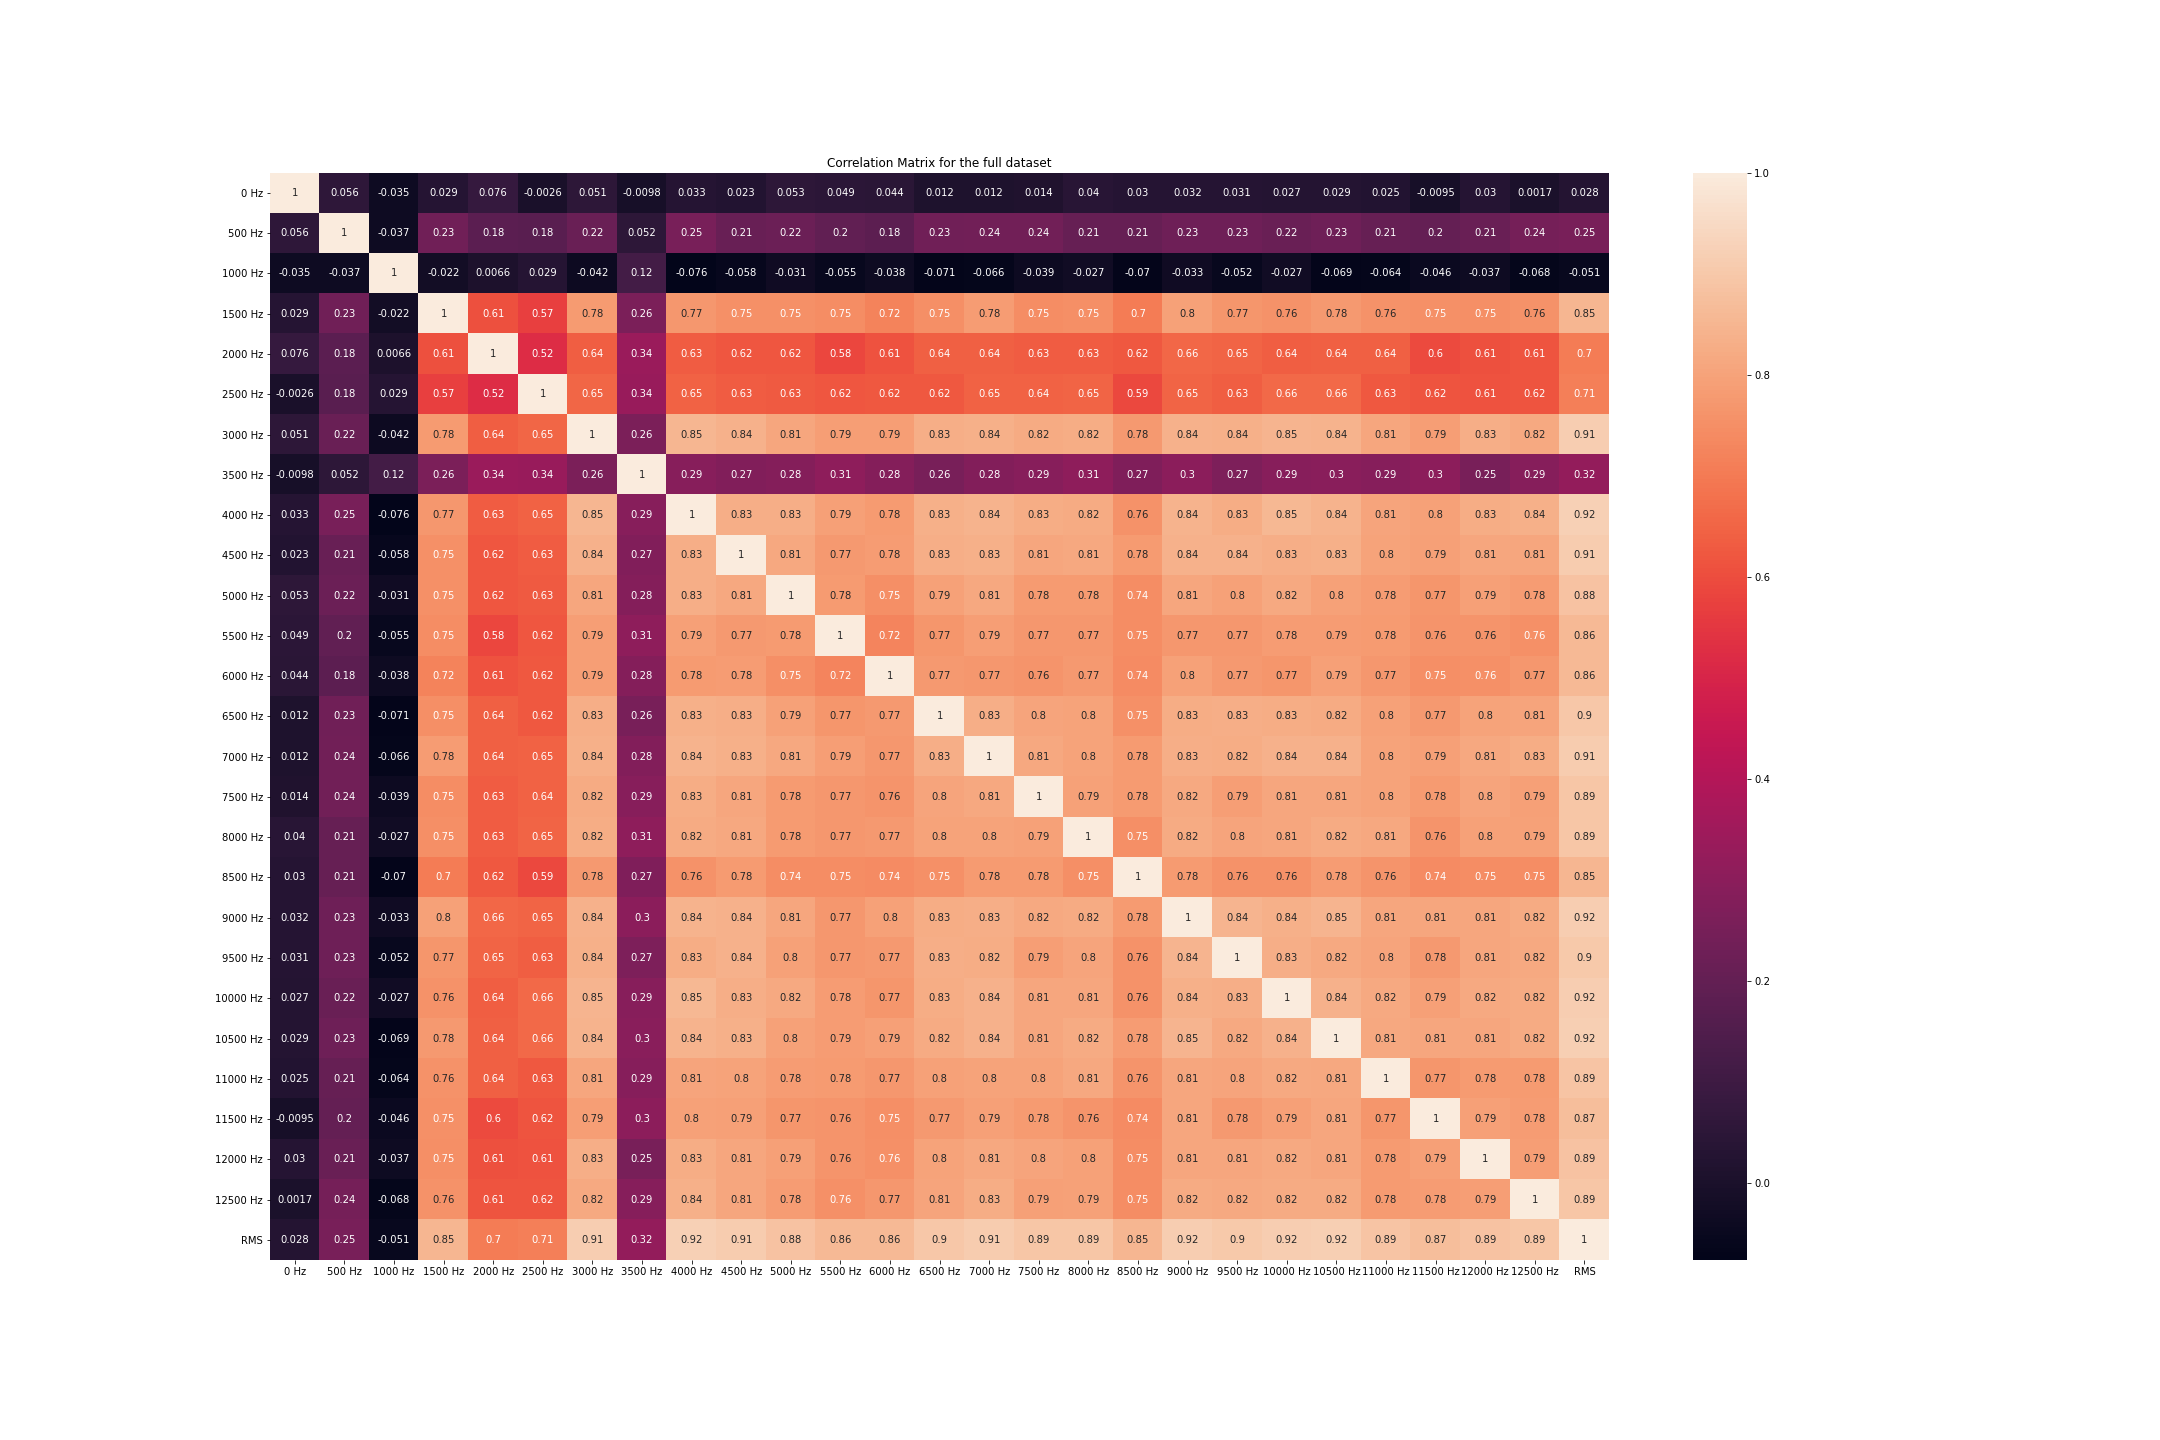 Correlation Matrix for the full dataset
0 Hz 1 0.056 -0.035 0.029 0.076 -0.0026 0.051 -0.0098 0.033 0.023 0.053 0.049 0.044 0.012 0.012 0.014 0.04 0.03 0.032 0.031 0.027 0.029 0.025 -0.0095 0.03 0.0017 0.028
500 Hz 0.056 1 -0.037 0.23 0.18 0.18 0.22 0.052 0.25 0.21 0.22 0.2 0.18 0.23 0.24 0.24 0.21 0.21 0.23 0.23 0.22 0.23 0.21 0.2 0.21 0.24 0.25
1000 Hz -0.035 -0.037 1 -0.022 0.0066 0.029 -0.042 0.12 -0.076 -0.058 -0.031 -0.055 -0.038 -0.071 -0.066 -0.039 -0.027 -0.07 -0.033 -0.052 -0.027 -0.069 -0.064 -0.046 -0.037 -0.068 -0.051
1500 Hz 0.029 0.23 -0.022 1 0.61 0.57 0.78 0.26 0.77 0.75 0.75 0.75 0.72 0.75 0.78 0.75 0.75 0.7 0.8 0.77 0.76 0.78 0.76 0.75 0.75 0.76 0.85
2000 Hz 0.076 0.18 0.0066 0.61 1 0.52 0.64 0.34 0.63 0.62 0.62 0.58 0.61 0.64 0.64 0.63 0.63 0.62 0.66 0.65 0.64 0.64 0.64 0.6 0.61 0.61 0.7
2500 Hz -0.0026 0.18 0.029 0.57 0.52 1 0.65 0.34 0.65 0.63 0.63 0.62 0.62 0.62 0.65 0.64 0.65 0.59 0.65 0.63 0.66 0.66 0.63 0.62 0.61 0.62 0.71
3000 Hz 0.051 0.22 -0.042 0.78 0.64 0.65 1 0.26 0.85 0.84 0.81 0.79 0.79 0.83 0.84 0.82 0.82 0.78 0.84 0.84 0.85 0.84 0.81 0.79 0.83 0.82 0.91
3500 Hz -0.0098 0.052 0.12 0.26 0.34 0.34 0.26 1 0.29 0.27 0.28 0.31 0.28 0.26 0.28 0.29 0.31 0.27 0.3 0.27 0.29 0.3 0.29 0.3 0.25 0.29 0.32
4000 Hz 0.033 0.25 -0.076 0.77 0.63 0.65 0.85 0.29 1 0.83 0.83 0.79 0.78 0.83 0.84 0.83 0.82 0.76 0.84 0.83 0.85 0.84 0.81 0.8 0.83 0.84 0.92
4500 Hz 0.023 0.21 -0.058 0.75 0.62 0.63 0.84 0.27 0.83 1 0.81 0.77 0.78 0.83 0.83 0.81 0.81 0.78 0.84 0.84 0.83 0.83 0.8 0.79 0.81 0.81 0.91
5000 Hz 0.053 0.22 -0.031 0.75 0.62 0.63 0.81 0.28 0.83 0.81 1 0.78 0.75 0.79 0.81 0.78 0.78 0.74 0.81 0.8 0.82 0.8 0.78 0.77 0.79 0.78 0.88
5500 Hz 0.049 0.2 -0.055 0.75 0.58 0.62 0.79 0.31 0.79 0.77 0.78 1 0.72 0.77 0.79 0.77 0.77 0.75 0.77 0.77 0.78 0.79 0.78 0.76 0.76 0.76 0.86
6000 Hz 0.044 0.18 -0.038 0.72 0.61 0.62 0.79 0.28 0.78 0.78 0.75 0.72 1 0.77 0.77 0.76 0.77 0.74 0.8 0.77 0.77 0.79 0.77 0.75 0.76 0.77 0.86
6500 Hz 0.012 0.23 -0.071 0.75 0.64 0.62 0.83 0.26 0.83 0.83 0.79 0.77 0.77 1 0.83 0.8 0.8 0.75 0.83 0.83 0.83 0.82 0.8 0.77 0.8 0.81 0.9
7000 Hz 0.012 0.24 -0.066 0.78 0.64 0.65 0.84 0.28 0.84 0.83 0.81 0.79 0.77 0.83 1 0.81 0.8 0.78 0.83 0.82 0.84 0.84 0.8 0.79 0.81 0.83 0.91
7500 Hz 0.014 0.24 -0.039 0.75 0.63 0.64 0.82 0.29 0.83 0.81 0.78 0.77 0.76 0.8 0.81 1 0.79 0.78 0.82 0.79 0.81 0.81 0.8 0.78 0.8 0.79 0.89
8000 Hz 0.04 0.21 -0.027 0.75 0.63 0.65 0.82 0.31 0.82 0.81 0.78 0.77 0.77 0.8 0.8 0.79 1 0.75 0.82 0.8 0.81 0.82 0.81 0.76 0.8 0.79 0.89
8500 Hz 0.03 0.21 -0.07 0.7 0.62 0.59 0.78 0.27 0.76 0.78 0.74 0.75 0.74 0.75 0.78 0.78 0.75 1 0.78 0.76 0.76 0.78 0.76 0.74 0.75 0.75 0.85
9000 Hz 0.032 0.23 -0.033 0.8 0.66 0.65 0.84 0.3 0.84 0.84 0.81 0.77 0.8 0.83 0.83 0.82 0.82 0.78 1 0.84 0.84 0.85 0.81 0.81 0.81 0.82 0.92
9500 Hz 0.031 0.23 -0.052 0.77 0.65 0.63 0.84 0.27 0.83 0.84 0.8 0.77 0.77 0.83 0.82 0.79 0.8 0.76 0.84 1 0.83 0.82 0.8 0.78 0.81 0.82 0.9
10000 Hz 0.027 0.22 -0.027 0.76 0.64 0.66 0.85 0.29 0.85 0.83 0.82 0.78 0.77 0.83 0.84 0.81 0.81 0.76 0.84 0.83 1 0.84 0.82 0.79 0.82 0.82 0.92
10500 Hz 0.029 0.23 -0.069 0.78 0.64 0.66 0.84 0.3 0.84 0.83 0.8 0.79 0.79 0.82 0.84 0.81 0.82 0.78 0.85 0.82 0.84 1 0.81 0.81 0.81 0.82 0.92
11000 Hz 0.025 0.21 -0.064 0.76 0.64 0.63 0.81 0.29 0.81 0.8 0.78 0.78 0.77 0.8 0.8 0.8 0.81 0.76 0.81 0.8 0.82 0.81 1 0.77 0.78 0.78 0.89
11500 Hz -0.0095 0.2 -0.046 0.75 0.6 0.62 0.79 0.3 0.8 0.79 0.77 0.76 0.75 0.77 0.79 0.78 0.76 0.74 0.81 0.78 0.79 0.81 0.77 1 0.79 0.78 0.87
12000 Hz 0.03 0.21 -0.037 0.75 0.61 0.61 0.83 0.25 0.83 0.81 0.79 0.76 0.76 0.8 0.81 0.8 0.8 0.75 0.81 0.81 0.82 0.81 0.78 0.79 1 0.79 0.89
12500 Hz 0.0017 0.24 -0.068 0.76 0.61 0.62 0.82 0.29 0.84 0.81 0.78 0.76 0.77 0.81 0.83 0.79 0.79 0.75 0.82 0.82 0.82 0.82 0.78 0.78 0.79 1 0.89
RMS 0.028 0.25 -0.051 0.85 0.7 0.71 0.91 0.32 0.92 0.91 0.88 0.86 0.86 0.9 0.91 0.89 0.89 0.85 0.92 0.9 0.92 0.92 0.89 0.87 0.89 0.89 1
0 Hz 500 Hz 1000 Hz 1500 Hz 2000 Hz 2500 Hz 3000 Hz 3500 Hz 4000 Hz 4500 Hz 5000 Hz 5500 Hz 6000 Hz 6500 Hz 7000 Hz 7500 Hz 8000 Hz 8500 Hz 9000 Hz 9500 Hz 10000 Hz 10500 Hz 11000 Hz 11500 Hz 12000 Hz 12500 Hz RMS
1.0
0.8
0.6
0.4
0.2
0.0